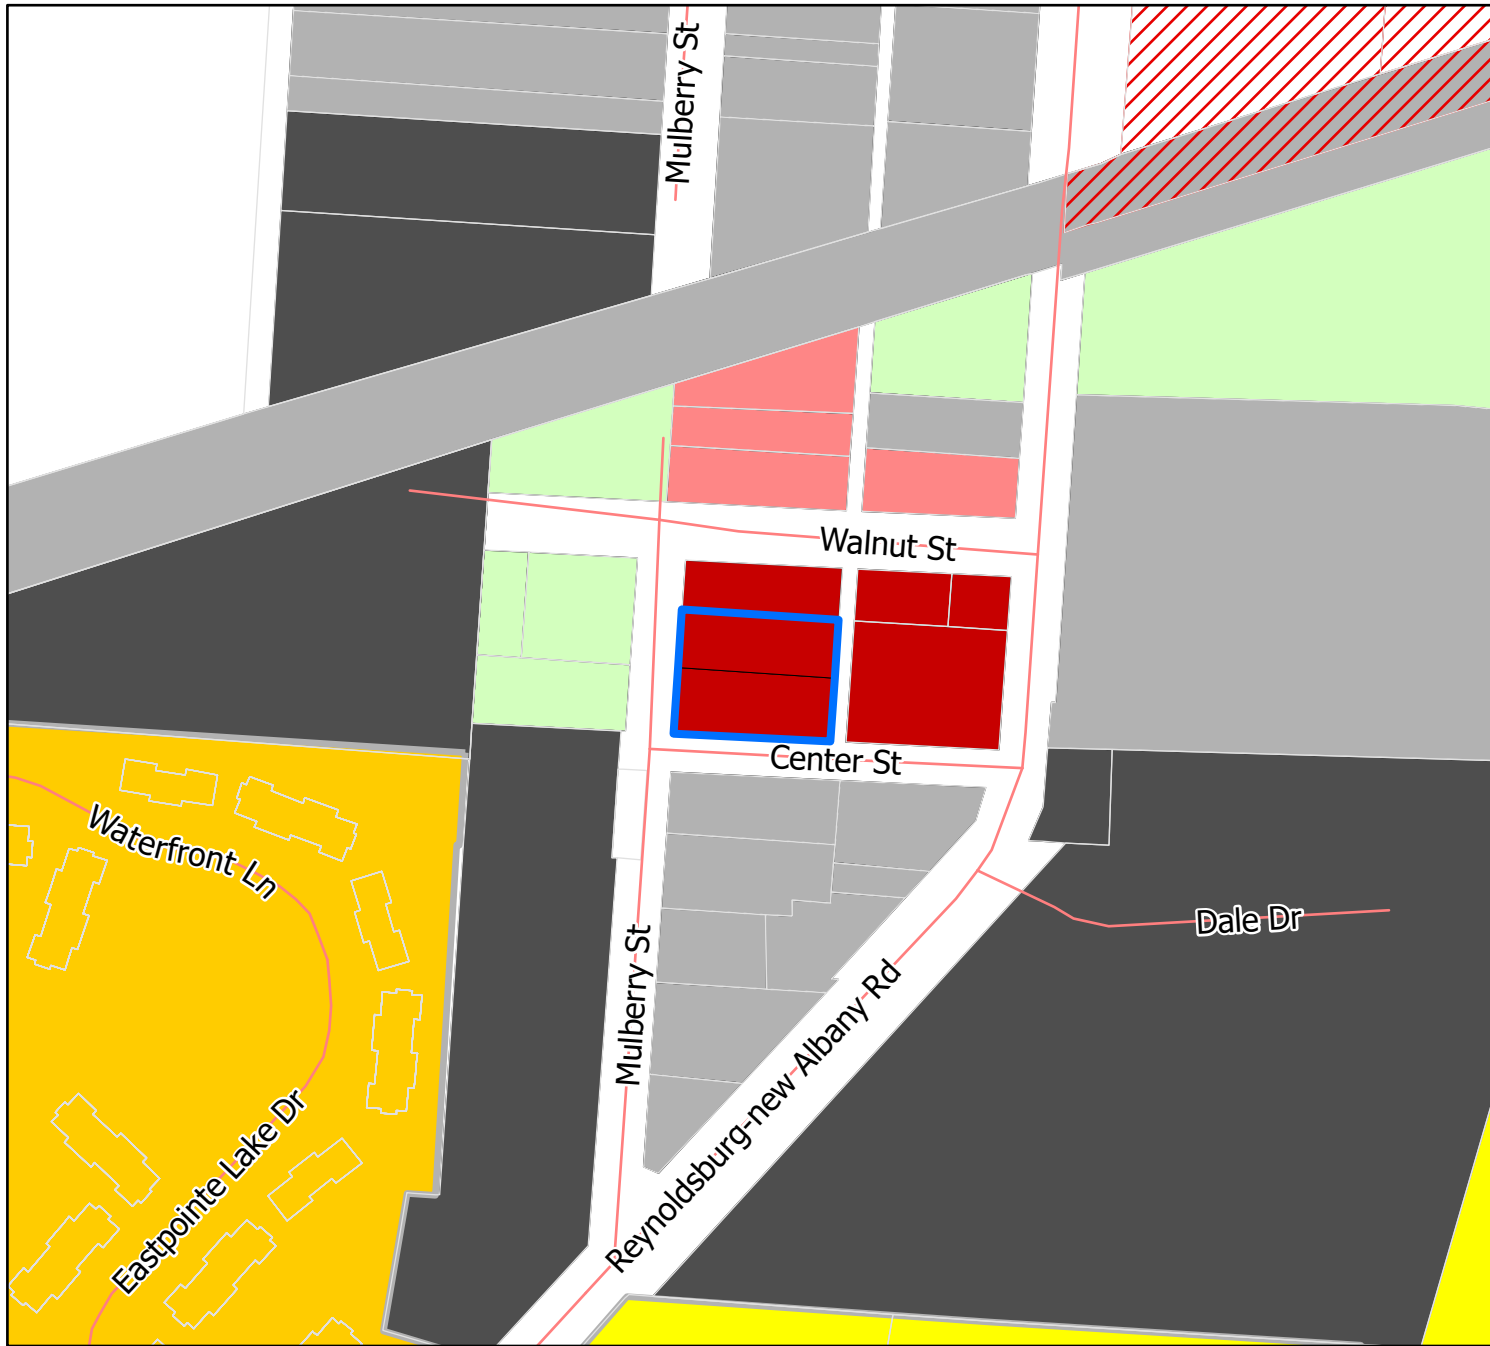 Mulberry St
Walnut St
Center St
Waterfront Ln
Dale Dr
Mulberry St
Reynoldsburg-new Albany Rd
Eastpointe Lake Dr